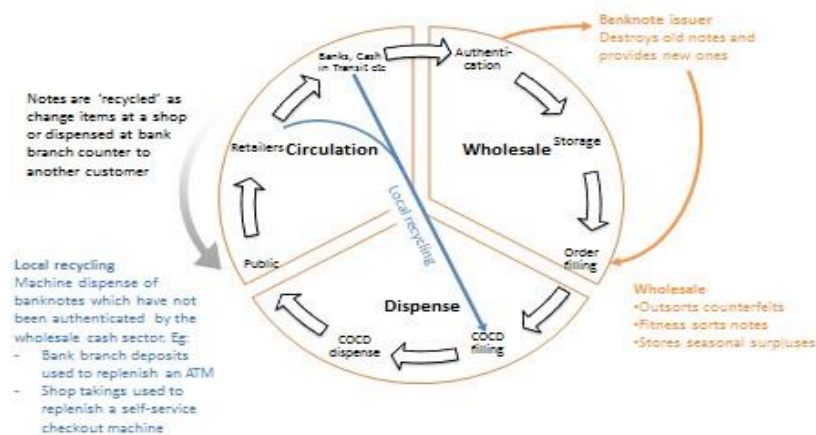 Benknote issuer
Destroys old notes and
provides new ones
Banks, Cash
in Transit etc
Authenti-
cation
Notes are ‘recycled’ as
change items at a shop
or dispensed at bank
branch counter to
another customer
Retailers
Circulation
Wholesale
Storage
Local recycling
Public
Order
filling
Local recycling
Machine dispense of
banknotes which have not
been authenticated by the
wholesale cash sector. Eg:
- Bank branch deposits
used to replenish an ATM
- Shop takings used to
replenish a self-service
checkout machine
Dispense
COCD
dispense
COCD
filling
Wholesale
•Outsorts counterfeits
•Fitness sorts notes
•Stores seasonal surpluses